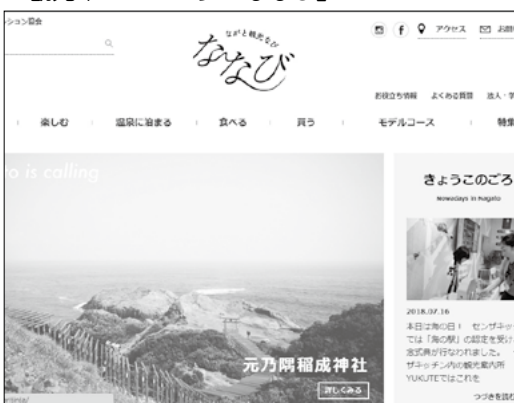 ション協会
ながと観光なび
ななび
アクセス
お役立ち情報 よくある質問 法人・学
楽しむ 温泉に泊まる 食べる 買う モデルコース 特集
to is calling
きょうこのごろ
Nowadays in Nagato
元乃隅稲成神社
詳しくみる
2018.07.16
本日は海の日! センザキッ
では「海の駅」の認定を受け
念式典が行なわれました。
ザキッチン内の観光案内所
YUKUTEではこれを
つづきを読む